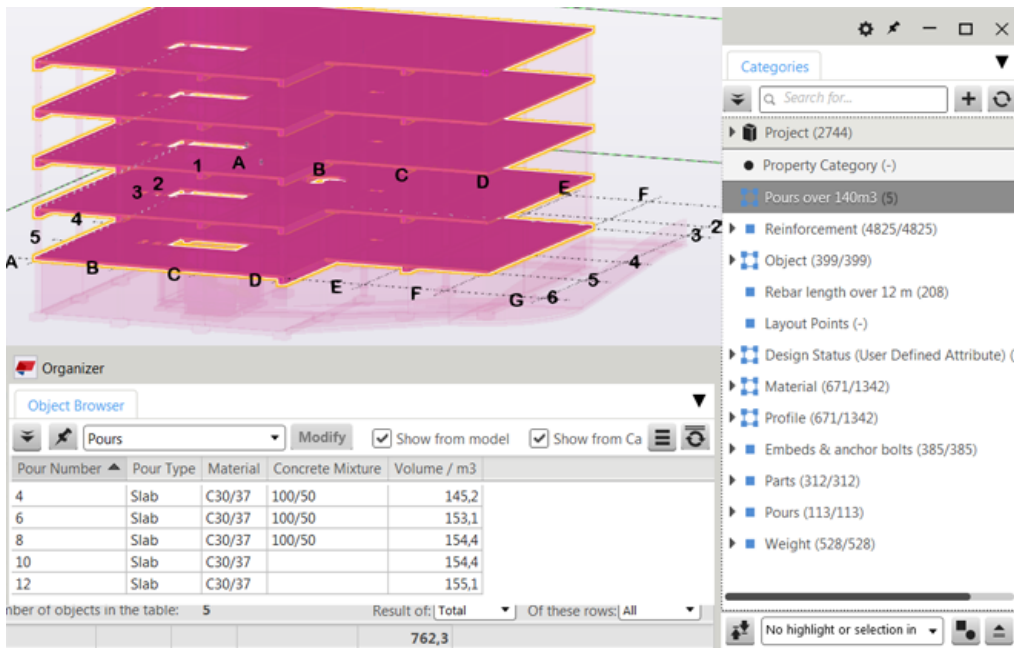 1 A B C D E F
3 2
4
5
A B C D E F G 6 5 4 3 2
Categories
Search for...
Project (2744)
Property Category (-)
Pours over 140m3 (5)
Reinforcement (4825/4825)
Object (399/399)
Rebar length over 12 m (208)
Layout Points (-)
Design Status (User Defined Attribute) (
Material (671/1342)
Profile (671/1342)
Embeds & anchor bolts (385/385)
Parts (312/312)
Pours (113/113)
Weight (528/528)
No highlight or selection in
Organizer
Object Browser
Pours Modify Show from model Show from Ca
Pour Number Pour Type Material Concrete Mixture Volume / m3
4 Slab C30/37 100/50 145,2
6 Slab C30/37 100/50 153,1
8 Slab C30/37 100/50 154,4
10 Slab C30/37 154,4
12 Slab C30/37 155,1
mber of objects in the table: 5 Result of: Total Of these rows: All
762,3